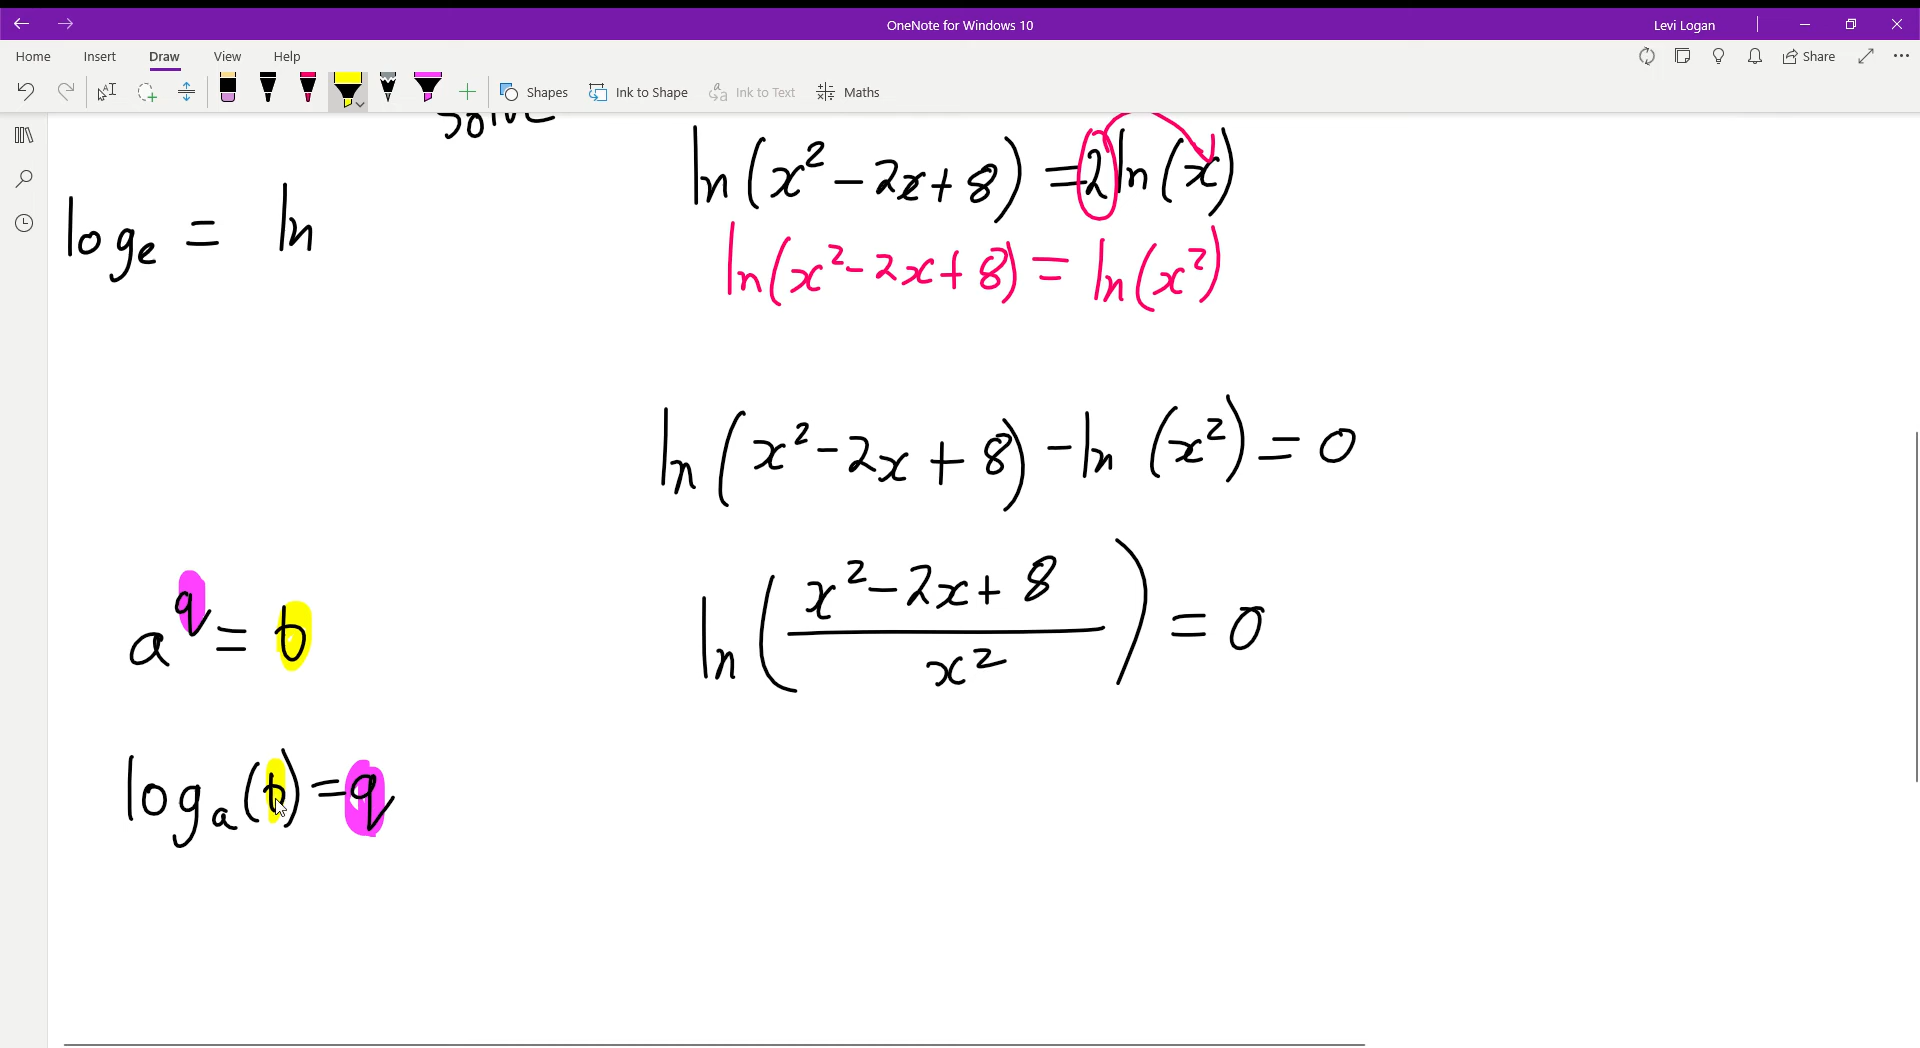 OneNote for Windows 10
Levi Logan
Home Insert Draw View Help
Share
Shapes Ink to Shape Ink to Text Maths
Solve
ln(x²-2x+8)=2ln(x)
logₑ = ln
ln(x²-2x+8) = ln(x²)
ln(x²-2x+8)-ln(x²)=0
ln((x²-2x+8)/x²)=0
a^q = b
logₐ(b)=q